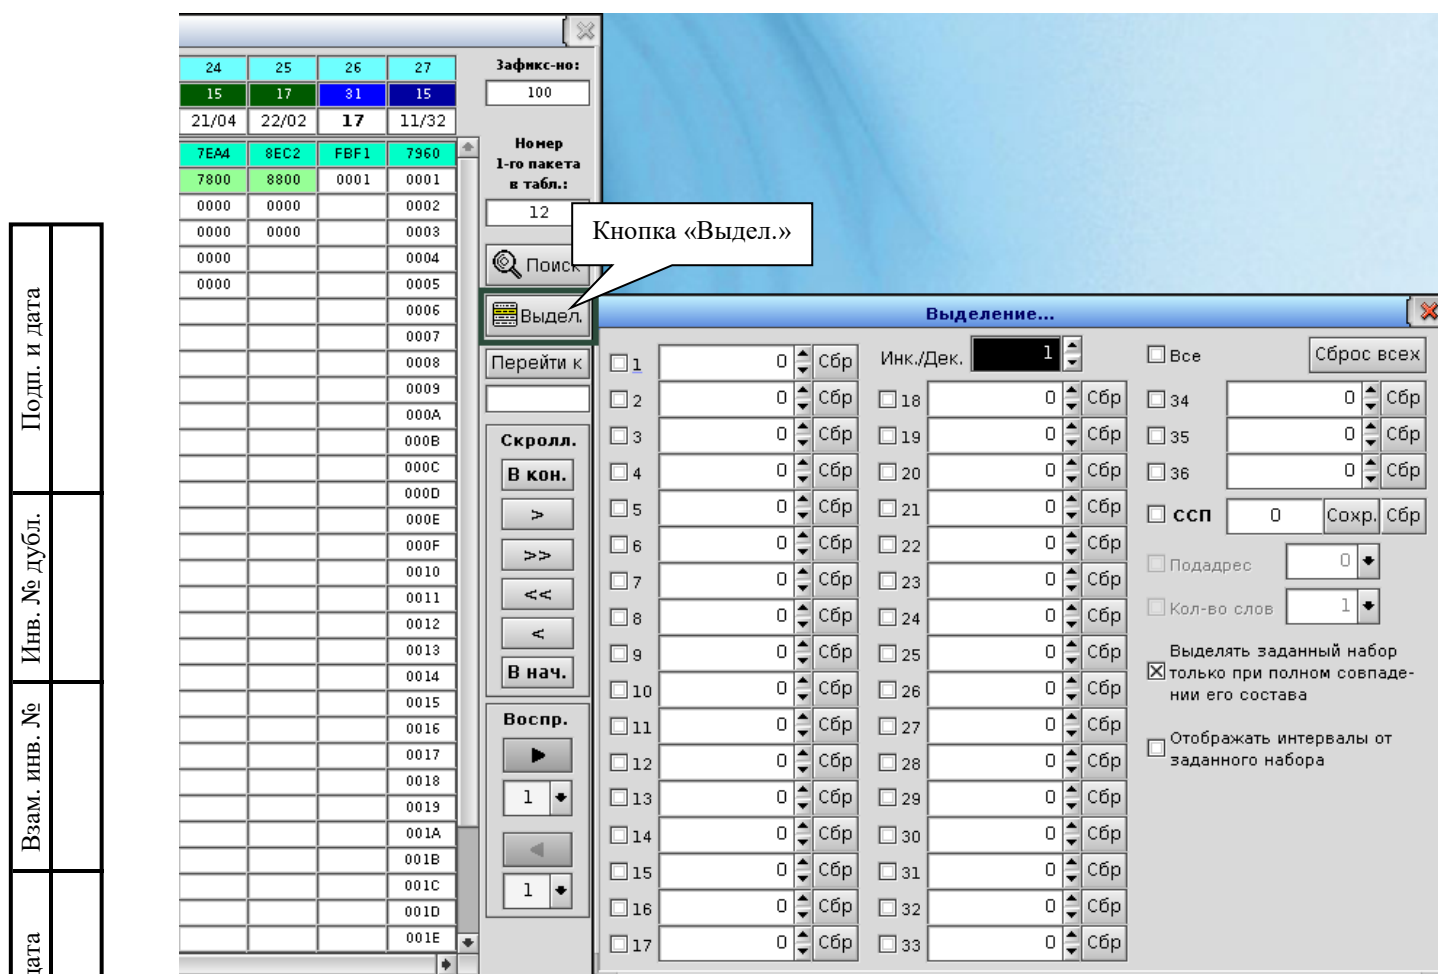 24 25 26 27
15 17 31 15
21/04 22/02 17 11/32
7EA4 8EC2 FBF1 7960
7800 8800 0001 0001
0000 0000 0002
0000 0000 0003
0000 0004
0000 0005
0006
0007
0008
0009
000A
000B
000C
000D
000E
000F
0010
0011
0012
0013
0014
0015
0016
0017
0018
0019
001A
001B
001C
001D
001E
Зафикс-но:
100
Номер
1-го пакета
в табл.:
12
Поиск
Выдел.
Перейти к
Скролл.
В кон.
>
>>
<<
<
В нач.
Воспр.
1
1
Кнопка «Выдел.»
Выделение...
1 0 Сбр
2 0 Сбр
3 0 Сбр
4 0 Сбр
5 0 Сбр
6 0 Сбр
7 0 Сбр
8 0 Сбр
9 0 Сбр
10 0 Сбр
11 0 Сбр
12 0 Сбр
13 0 Сбр
14 0 Сбр
15 0 Сбр
16 0 Сбр
17 0 Сбр
Инк./Дек. 1
18 0 Сбр
19 0 Сбр
20 0 Сбр
21 0 Сбр
22 0 Сбр
23 0 Сбр
24 0 Сбр
25 0 Сбр
26 0 Сбр
27 0 Сбр
28 0 Сбр
29 0 Сбр
30 0 Сбр
31 0 Сбр
32 0 Сбр
33 0 Сбр
Все Сброс всех
34 0 Сбр
35 0 Сбр
36 0 Сбр
ССП 0 Сохр. Сбр
Подадрес 0
Кол-во слов 1
Выделять заданный набор
только при полном совпаде-
нии его состава
Отображать интервалы от
заданного набора
Подп. и дата
Инв. № дубл.
Взам. инв. №
дата